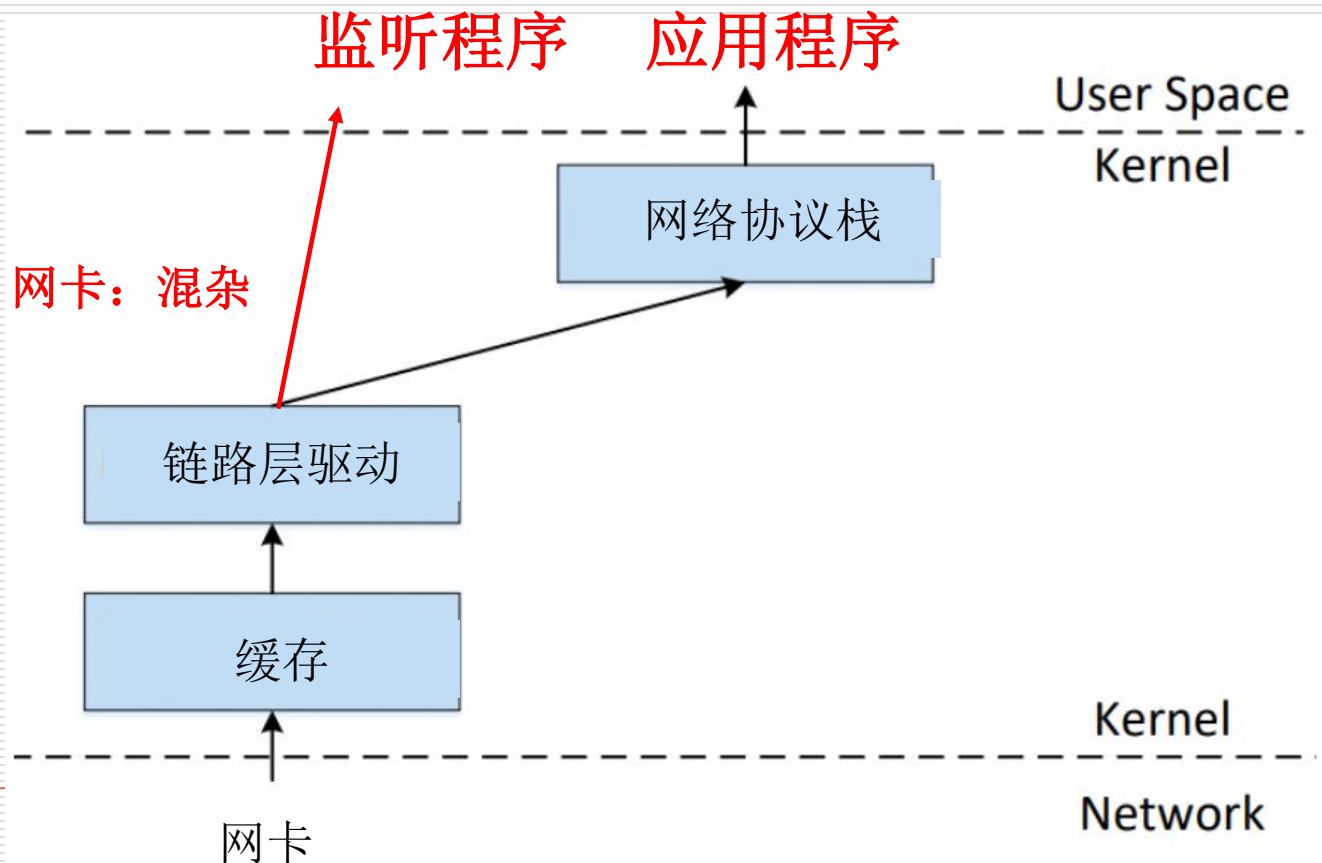 监听程序 应用程序
User Space
Kernel
网络协议栈
网卡：混杂
链路层驱动
缓存
Kernel
Network
网卡